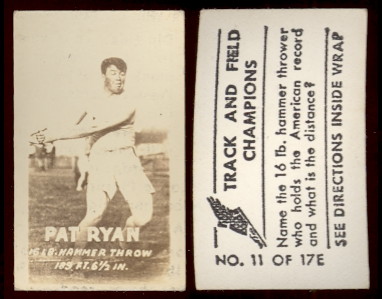 PAT RYAN
16 LB. HAMMER THROW
189 FT. 6½ IN.
TRACK AND FIELD
CHAMPIONS
Name the 16 lb. hammer thrower
who holds the American record
and what is the distance?
SEE DIRECTIONS INSIDE WRAP
NO. 11 OF 17E